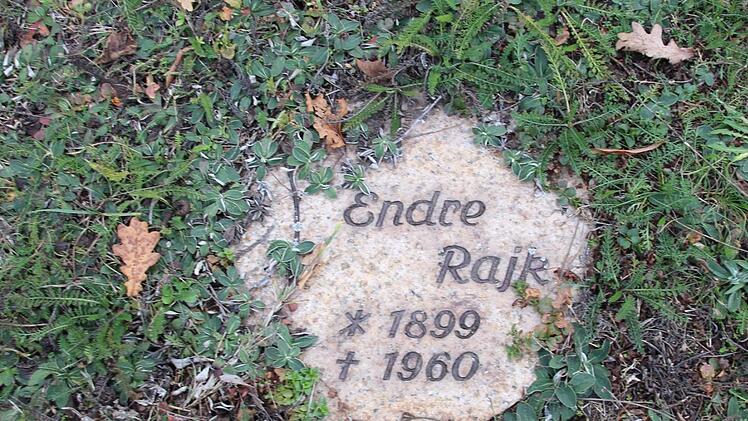 Endre
Rajk
* 1899
† 1960